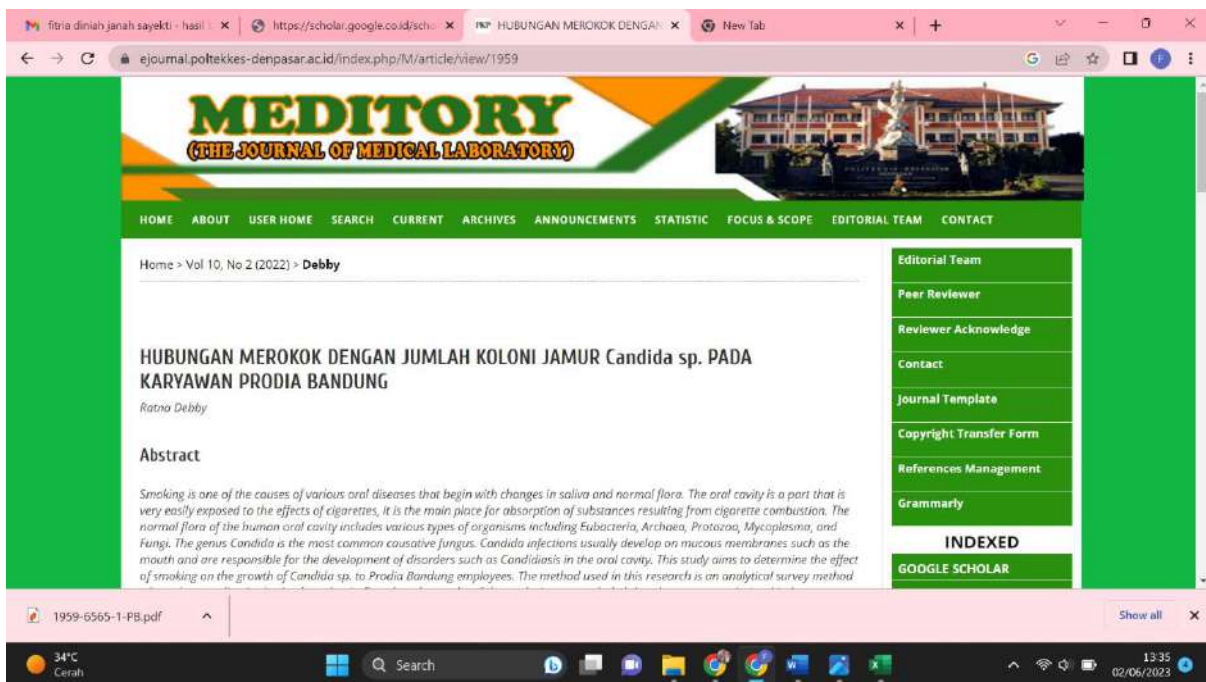 fitria diniah janah sayekti - hasil
https://scholar.google.co.id/scho
HUBUNGAN MEROKOK DENGAN
New Tab
ejournal.poltekkes-denpasar.ac.id/index.php/M/article/view/1959
MEDITORY
(THE JOURNAL OF MEDICAL LABORATORY)
HOME ABOUT USER HOME SEARCH CURRENT ARCHIVES ANNOUNCEMENTS STATISTIC FOCUS & SCOPE EDITORIAL TEAM CONTACT
Home > Vol 10, No 2 (2022) > Debby
HUBUNGAN MEROKOK DENGAN JUMLAH KOLONI JAMUR Candida sp. PADA
KARYAWAN PRODIA BANDUNG
Ratna Debby
Abstract
Smoking is one of the causes of various oral diseases that begin with changes in saliva and normal flora. The oral cavity is a part that is
very easily exposed to the effects of cigarettes, it is the main place for absorption of substances resulting from cigarette combustion. The
normal flora of the human oral cavity includes various types of organisms including Eubacteria, Archaea, Protozoa, Mycoplasma, and
Fungi. The genus Candida is the most common causative fungus. Candida infections usually develop on mucous membranes such as the
mouth and are responsible for the development of disorders such as Candidiasis in the oral cavity. This study aims to determine the effect
of smoking on the growth of Candida sp. to Prodia Bandung employees. The method used in this research is an analytical survey method
Editorial Team
Peer Reviewer
Reviewer Acknowledge
Contact
Journal Template
Copyright Transfer Form
References Management
Grammarly
INDEXED
GOOGLE SCHOLAR
1959-6565-1-PB.pdf
Show all
34°C
Cerah
Search
13:35
02/06/2023